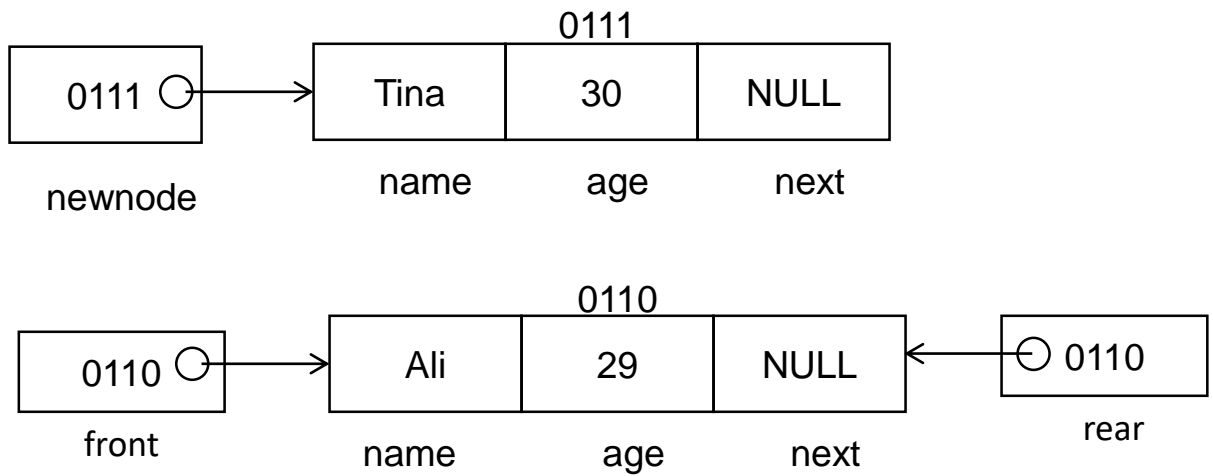 0111
0111 Tina 30 NULL
newnode name age next
0110
0110 Ali 29 NULL 0110
front name age next rear